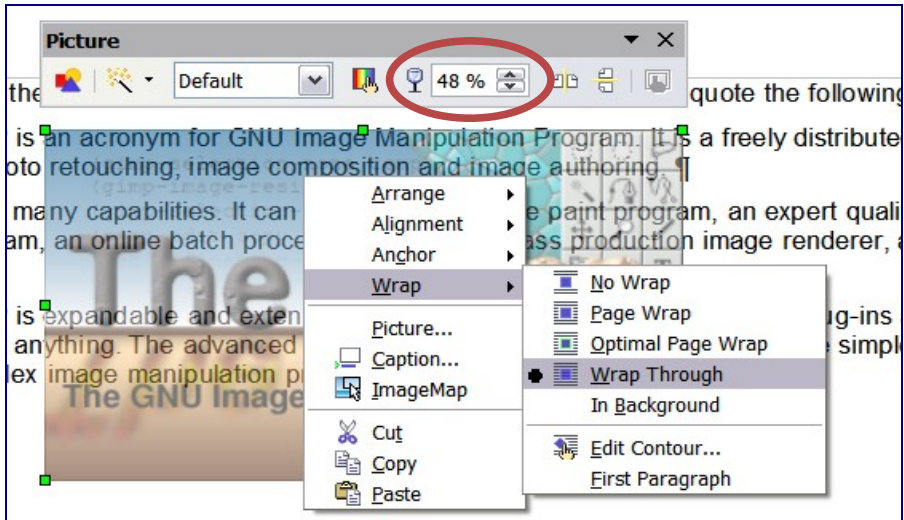 Picture
Default
48 %
the quote the following
is an acronym for GNU Image Manipulation Program. It is a freely distribute
oto retouching, image composition and image authoring. ¶
many capabilities. It can e paint program, an expert quali
am, an online batch proce ass production image renderer, a
is expandable and exten ug-ins
anything. The advanced simple
lex image manipulation p
(gimp-image-resi
The
The GNU Image
Arrange
Alignment
Anchor
Wrap
Picture...
Caption...
ImageMap
Cut
Copy
Paste
No Wrap
Page Wrap
Optimal Page Wrap
Wrap Through
In Background
Edit Contour...
First Paragraph